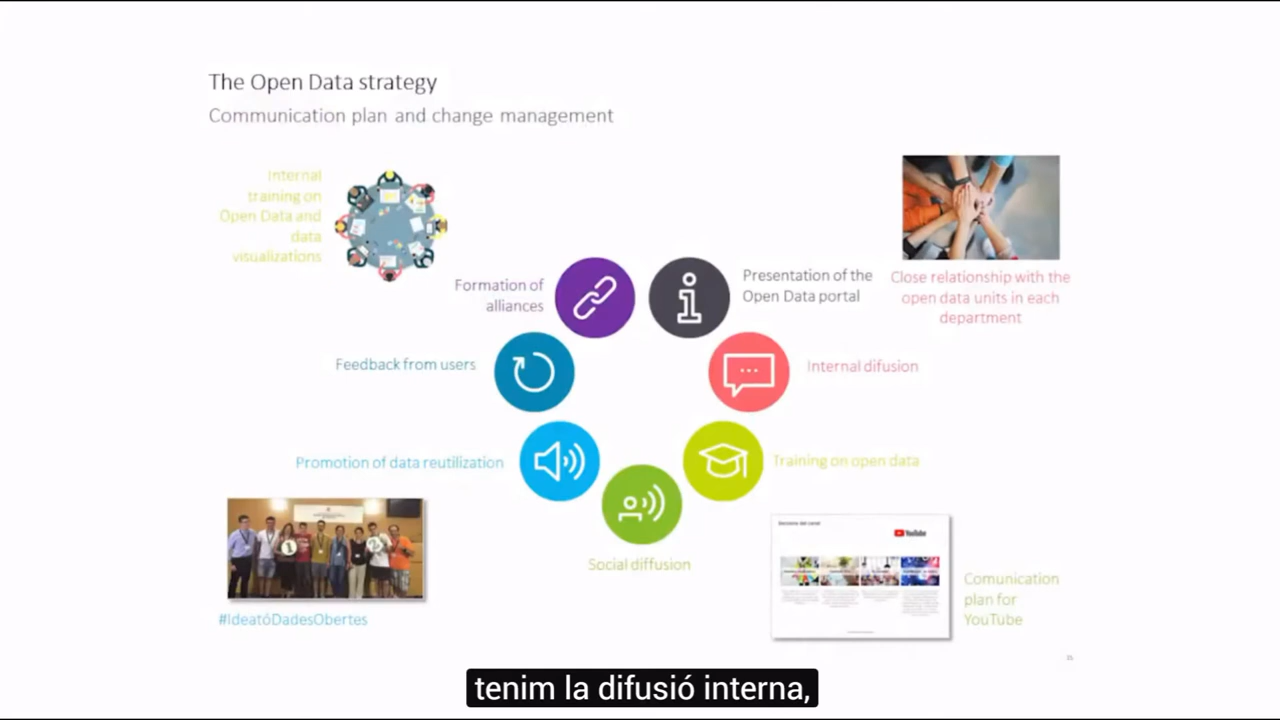 The Open Data strategy
Communication plan and change management
Internal
training on
Open Data and
data
visualizations
Formation of
alliances
Presentation of the
Open Data portal
Close relationship with the
open data units in each
department
Feedback from users
Internal difusion
Promotion of data reutilization
Training on open data
1
2
#IdeatóDadesObertes
Social diffusion
YouTube
Comunication
plan for
YouTube
tenim la difusió interna,